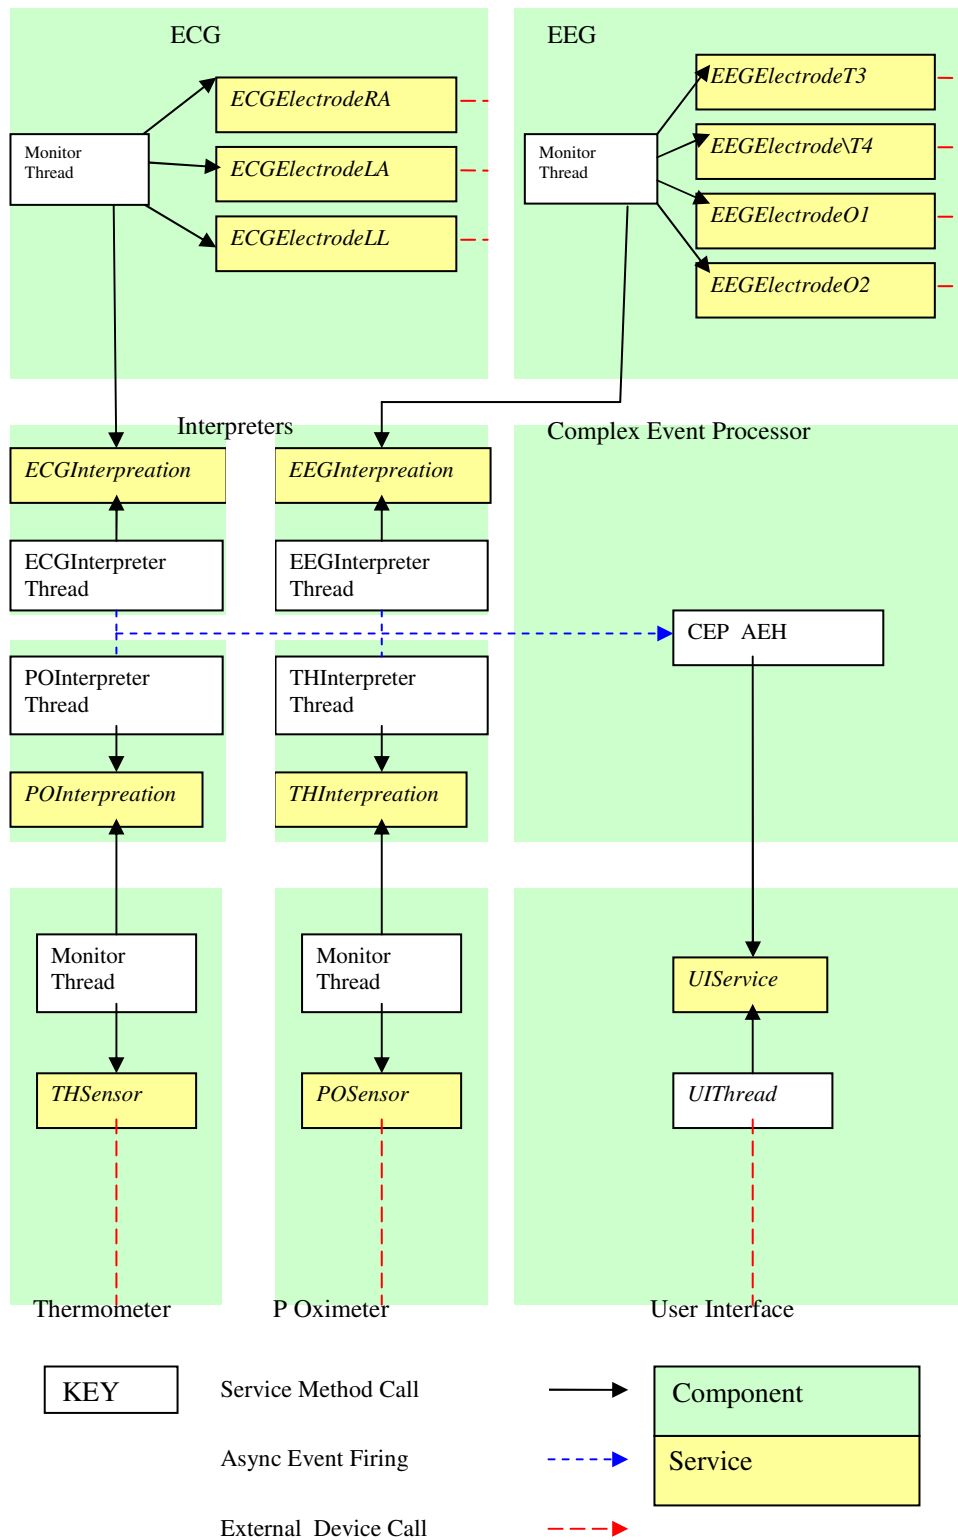 ECG
EEG
ECGElectrodeRA
EEGElectrodeT3
Monitor
Thread
ECGElectrodeLA
Monitor
Thread
EEGElectrode\T4
ECGElectrodeLL
EEGElectrodeO1
EEGElectrodeO2
Interpreters
Complex Event Processor
ECGInterpreation
EEGInterpreation
ECGInterpreter
Thread
EEGInterpreter
Thread
CEP AEH
POInterpreter
Thread
THInterpreter
Thread
POInterpreation
THInterpreation
Monitor
Thread
Monitor
Thread
UIService
THSensor
POSensor
UIThread
Thermometer
P Oximeter
User Interface
KEY
Service Method Call
Component
Async Event Firing
Service
External Device Call